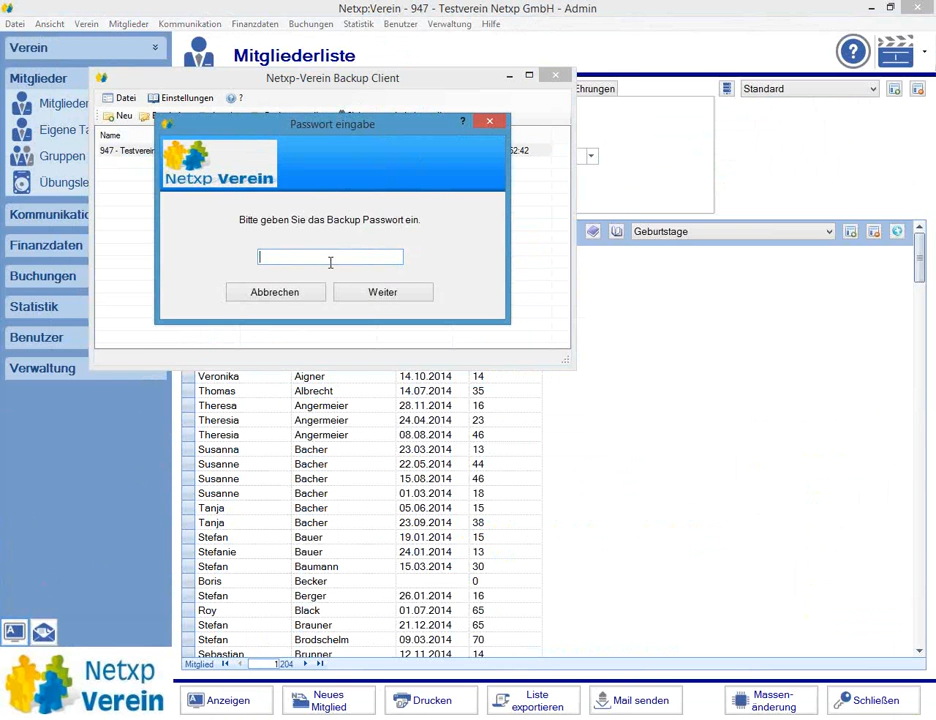 Netxp:Verein - 947 - Testverein Netxp GmbH - Admin
Datei Ansicht Verein Mitglieder Kommunikation Finanzdaten Buchungen Statistik Benutzer Verwaltung Hilfe
Verein
Mitglieder
Mitglieder
Eigene Ta
Gruppen
Übungsle
Kommunikatio
Finanzdaten
Buchungen
Statistik
Benutzer
Verwaltung
Netxp
Verein
Mitgliederliste
Ehrungen
Standard
Geburtstage
Netxp-Verein Backup Client
Datei Einstellungen ?
Neu
Name
947 - Testverein
52:42
Passwort eingabe
Netxp Verein
Bitte geben Sie das Backup Passwort ein.
Abbrechen Weiter
Veronika Aigner 14.10.2014 14
Thomas Albrecht 14.07.2014 35
Theresa Angermeier 28.11.2014 16
Theresia Angermeier 24.04.2014 23
Theresia Angermeier 08.08.2014 46
Susanna Bacher 23.03.2014 13
Susanne Bacher 22.05.2014 44
Susanne Bacher 15.08.2014 46
Susanne Bacher 01.03.2014 18
Tanja Bacher 05.06.2014 15
Tanja Bacher 23.09.2014 38
Stefan Bauer 19.01.2014 15
Stefanie Bauer 24.01.2014 13
Stefan Baumann 15.03.2014 30
Boris Becker 0
Stefan Berger 26.01.2014 16
Roy Black 01.07.2014 65
Stefan Brauner 21.12.2014 65
Stefan Brodschelm 09.03.2014 70
Sebastian Brunner 12.11.2014 14
Mitglied 1 204
Anzeigen
Neues Mitglied
Drucken
Liste exportieren
Mail senden
Massen-änderung
Schließen